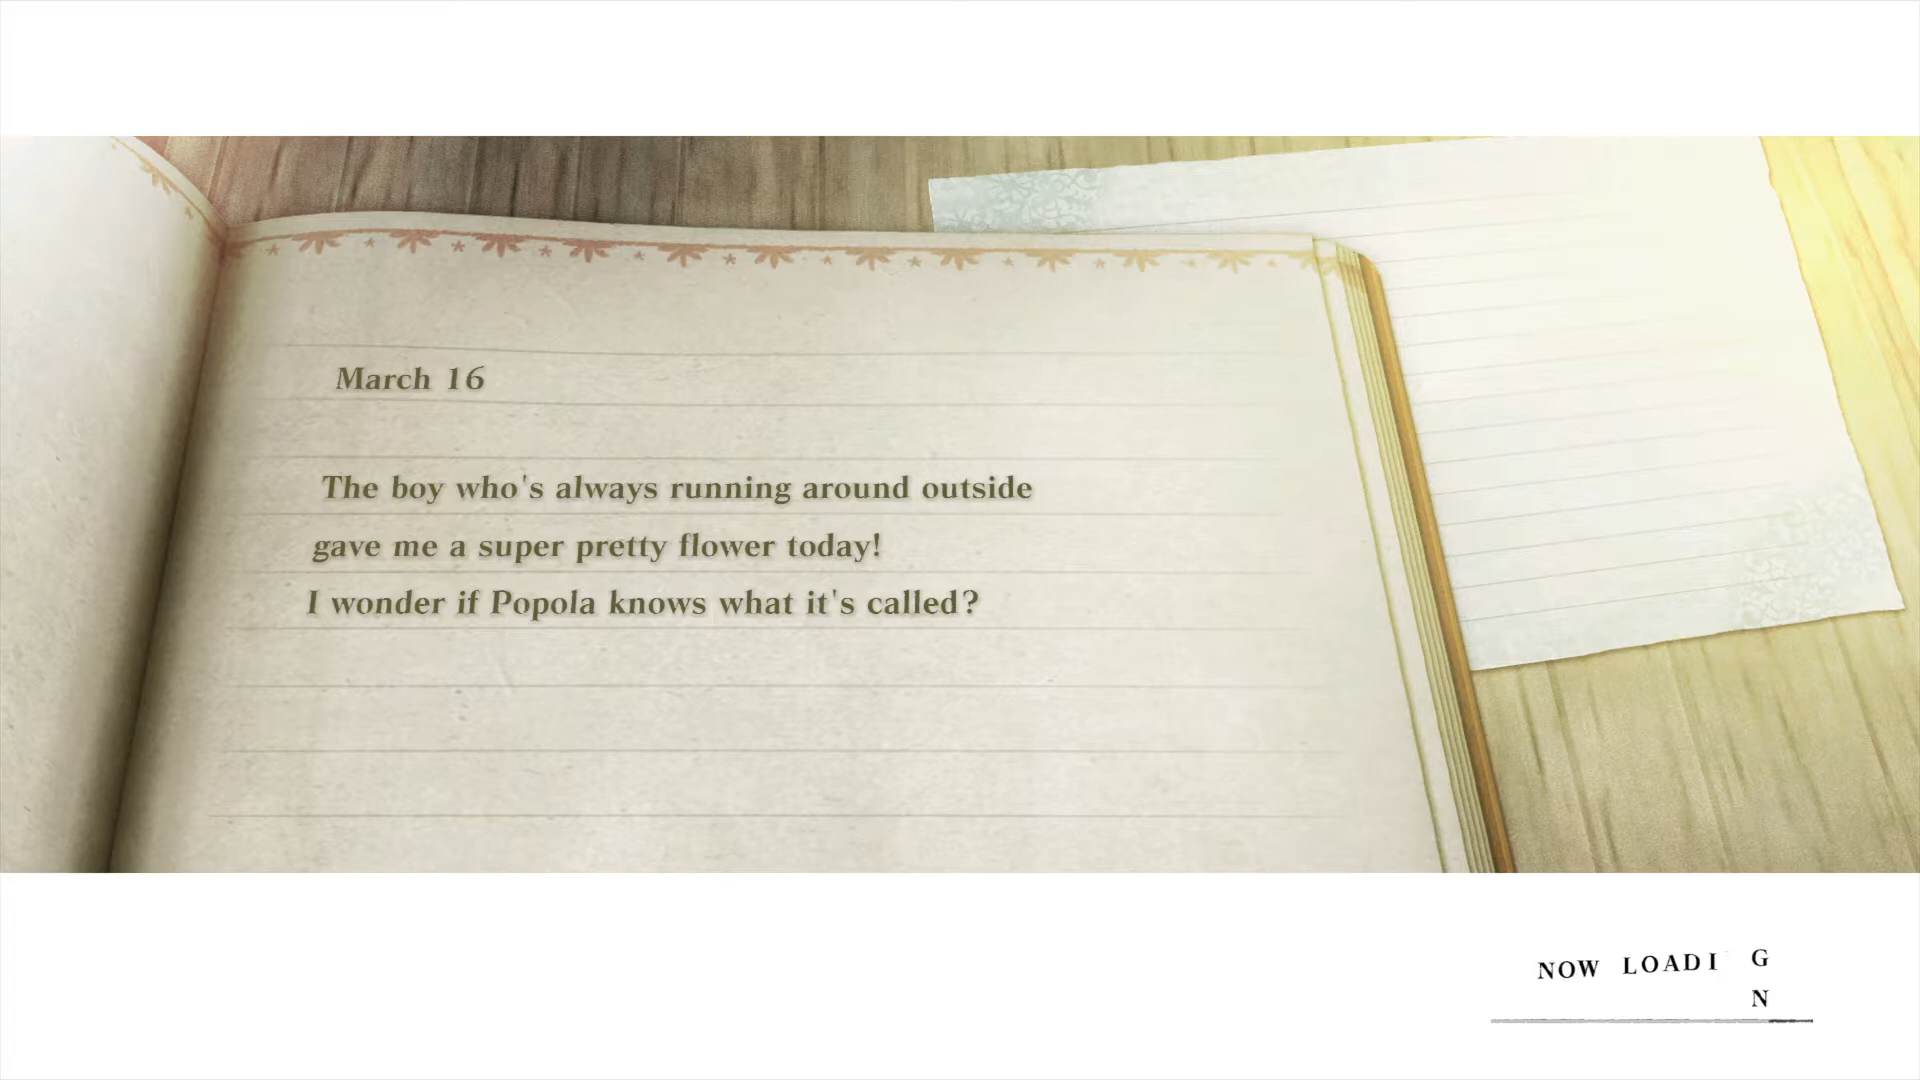 March 16
The boy who's always running around outside
gave me a super pretty flower today!
I wonder if Popola knows what it's called?
NOW LOADI G
N